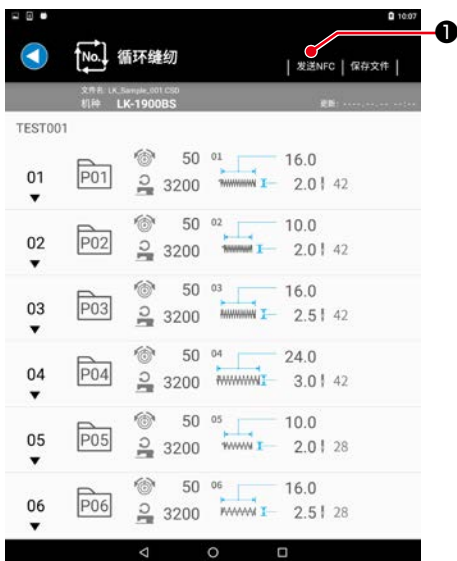 10:07
❶
No. 循环缝纫
发送NFC | 保存文件 |
文件名: LK_Sample_001.CSD
机种 LK-1900BS 更新: ----.--.-- --:--
TEST001
01 P01 50 01 16.0
3200 2.0 42
02 P02 50 02 10.0
3200 2.0 42
03 P03 50 03 16.0
3200 2.5 42
04 P04 50 04 24.0
3200 3.0 42
05 P05 50 05 10.0
3200 2.0 28
06 P06 50 06 16.0
3200 2.5 28